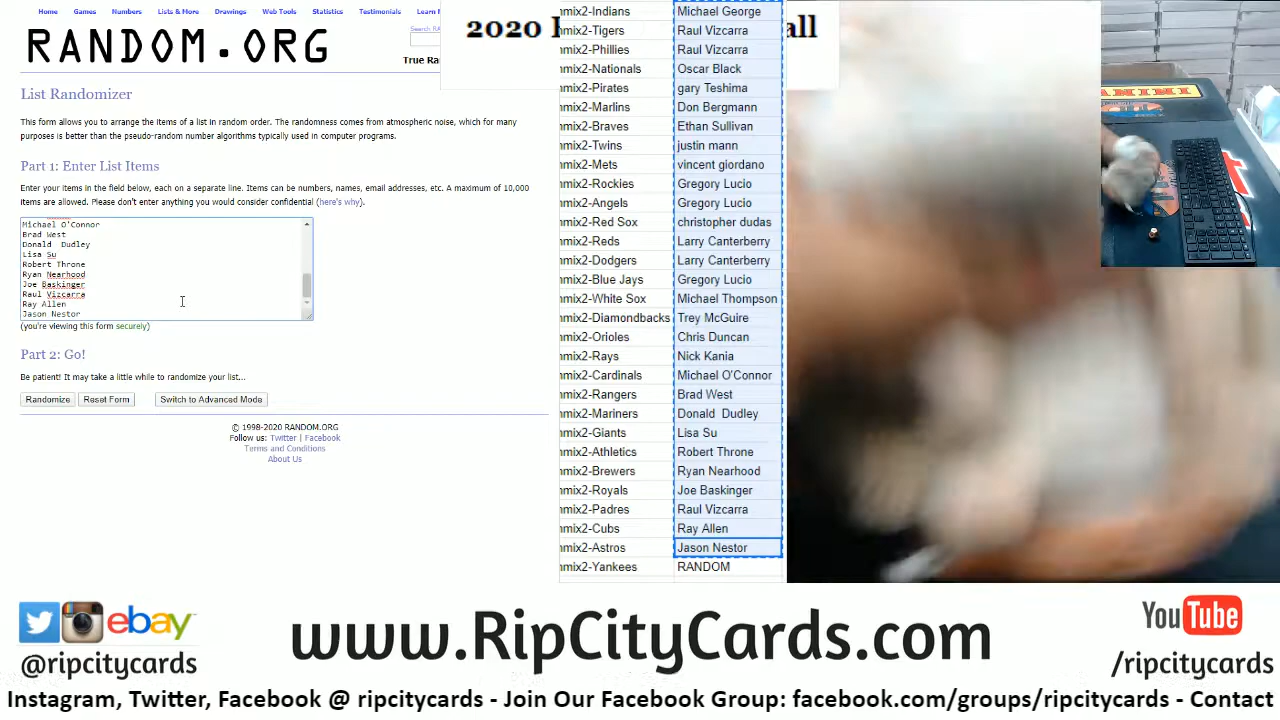 Home Games Numbers Lists & More Drawings Web Tools Statistics Testimonials Learn
RANDOM.ORG
Search RAN
True Ra
2020 all
List Randomizer
This form allows you to arrange the items of a list in random order. The randomness comes from atmospheric noise, which for many
purposes is better than the pseudo-random number algorithms typically used in computer programs.
Part 1: Enter List Items
Enter your items in the field below, each on a separate line. Items can be numbers, names, email addresses, etc. A maximum of 10,000
items are allowed. Please don't enter anything you would consider confidential (here's why).
Michael O'Connor
Brad West
Donald  Dudley
Lisa Su
Robert Throne
Ryan Nearhood
Joe Baskinger
Raul Vizcarra
Ray Allen
Jason Nestor
(you're viewing this form securely)
Part 2: Go!
Be patient! It may take a little while to randomize your list...
Randomize Reset Form Switch to Advanced Mode
© 1998-2020 RANDOM.ORG
Follow us: Twitter | Facebook
Terms and Conditions
About Us
mix2-Indians Michael George
mix2-Tigers Raul Vizcarra
mix2-Phillies Raul Vizcarra
mix2-Nationals Oscar Black
mix2-Pirates gary Teshima
mix2-Marlins Don Bergmann
mix2-Braves Ethan Sullivan
mix2-Twins justin mann
mix2-Mets vincent giordano
mix2-Rockies Gregory Lucio
mix2-Angels Gregory Lucio
mix2-Red Sox christopher dudas
mix2-Reds Larry Canterberry
mix2-Dodgers Larry Canterberry
mix2-Blue Jays Gregory Lucio
mix2-White Sox Michael Thompson
mix2-Diamondbacks Trey McGuire
mix2-Orioles Chris Duncan
mix2-Rays Nick Kania
mix2-Cardinals Michael O'Connor
mix2-Rangers Brad West
mix2-Mariners Donald  Dudley
mix2-Giants Lisa Su
mix2-Athletics Robert Throne
mix2-Brewers Ryan Nearhood
mix2-Royals Joe Baskinger
mix2-Padres Raul Vizcarra
mix2-Cubs Ray Allen
mix2-Astros Jason Nestor
mix2-Yankees RANDOM
ebay
@ripcitycards
www.RipCityCards.com
YouTube
/ripcitycards
Instagram, Twitter, Facebook @ ripcitycards - Join Our Facebook Group: facebook.com/groups/ripcitycards - Contact